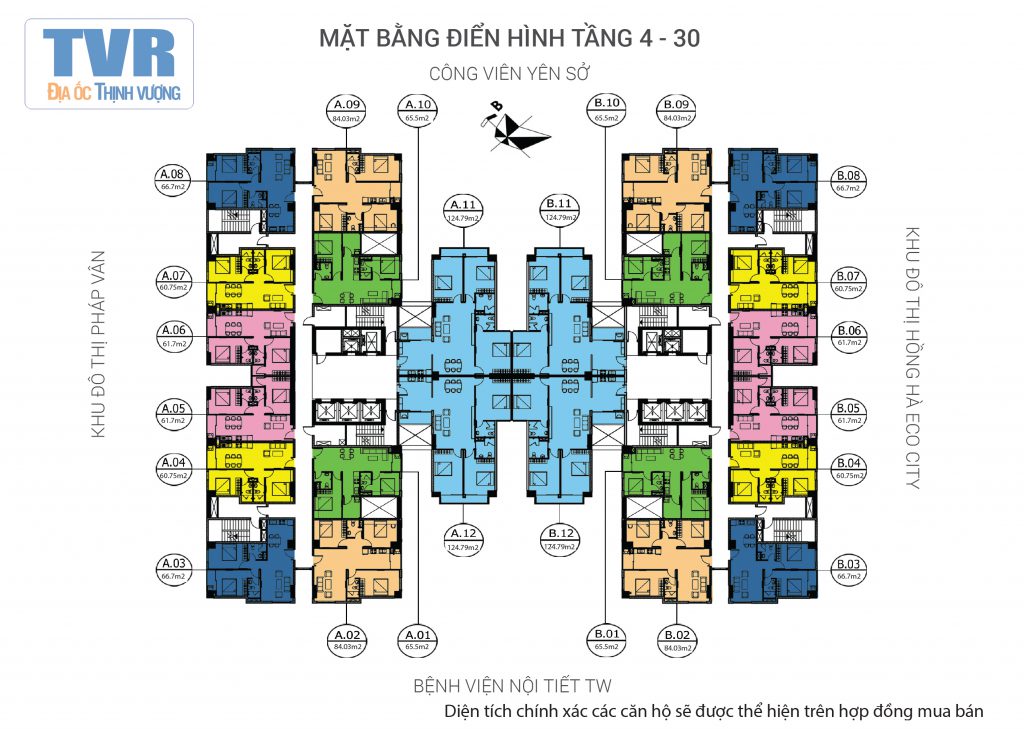 TVR
ĐỊA ỐC THỊNH VƯỢNG
MẶT BẰNG ĐIỂN HÌNH TẦNG 4 - 30
CÔNG VIÊN YÊN SỞ
B
A.09
84.03m2
A.10
65.5m2
B.10
65.5m2
B.09
84.03m2
A.08
66.7m2
B.08
66.7m2
A.11
124.79m2
B.11
124.79m2
A.07
60.75m2
B.07
60.75m2
A.06
61.7m2
B.06
61.7m2
KHU ĐÔ THỊ PHÁP VÂN
KHU ĐÔ THỊ HỒNG HÀ ECO CITY
A.05
61.7m2
B.05
61.7m2
A.04
60.75m2
B.04
60.75m2
A.12
124.79m2
B.12
124.79m2
A.03
66.7m2
B.03
66.7m2
A.02
84.03m2
A.01
65.5m2
B.01
65.5m2
B.02
84.03m2
BỆNH VIỆN NỘI TIẾT TW
Diện tích chính xác các căn hộ sẽ được thể hiện trên hợp đồng mua bán